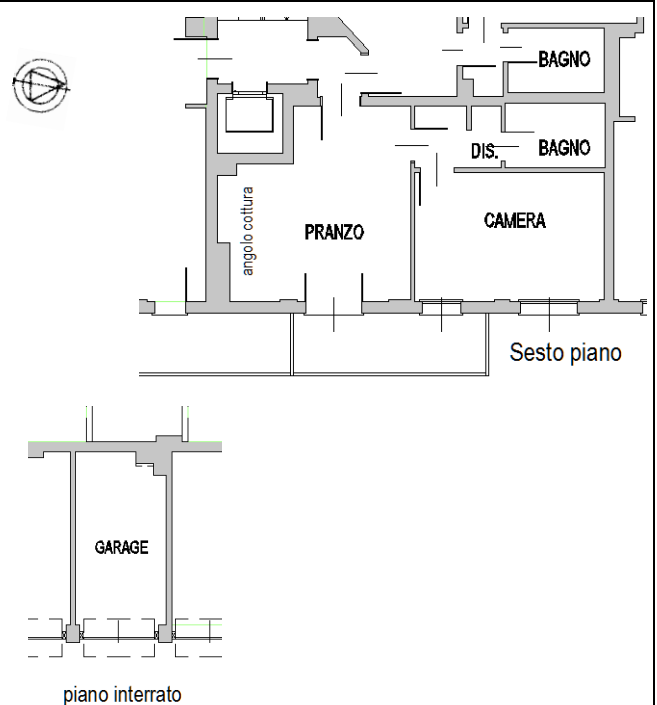 BAGNO
DIS.
BAGNO
angolo cottura
PRANZO
CAMERA
Sesto piano
GARAGE
piano interrato